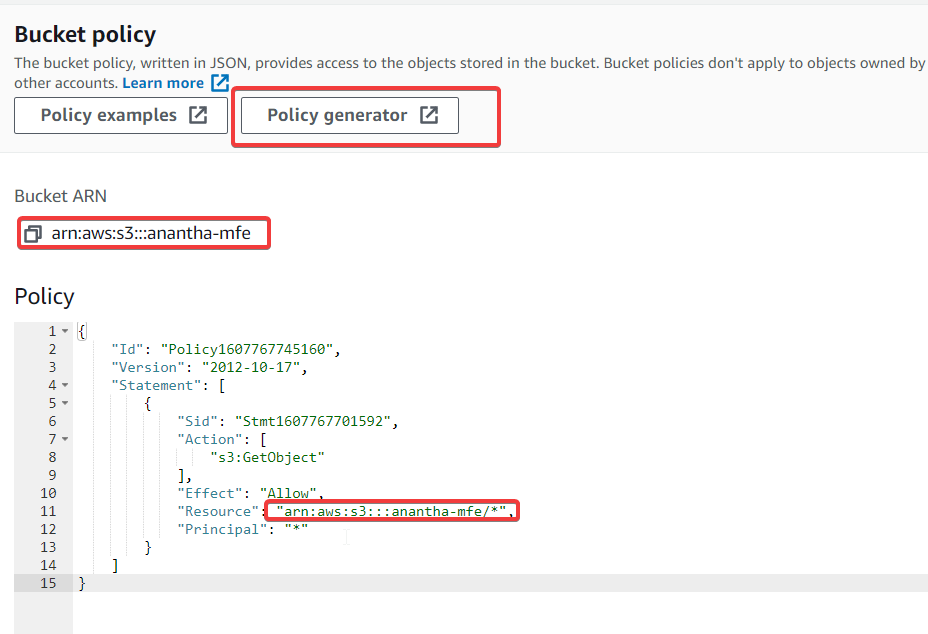 Bucket policy
The bucket policy, written in JSON, provides access to the objects stored in the bucket. Bucket policies don't apply to objects owned by
other accounts. Learn more
Policy examples
Policy generator
Bucket ARN
arn:aws:s3:::anantha-mfe
Policy
1 {
2 "Id": "Policy1607767745160",
3 "Version": "2012-10-17",
4 "Statement": [
5 {
6 "Sid": "Stmt1607767701592",
7 "Action": [
8 "s3:GetObject"
9 ],
10 "Effect": "Allow",
11 "Resource": "arn:aws:s3:::anantha-mfe/*",
12 "Principal": "*"
13 }
14 ]
15 }